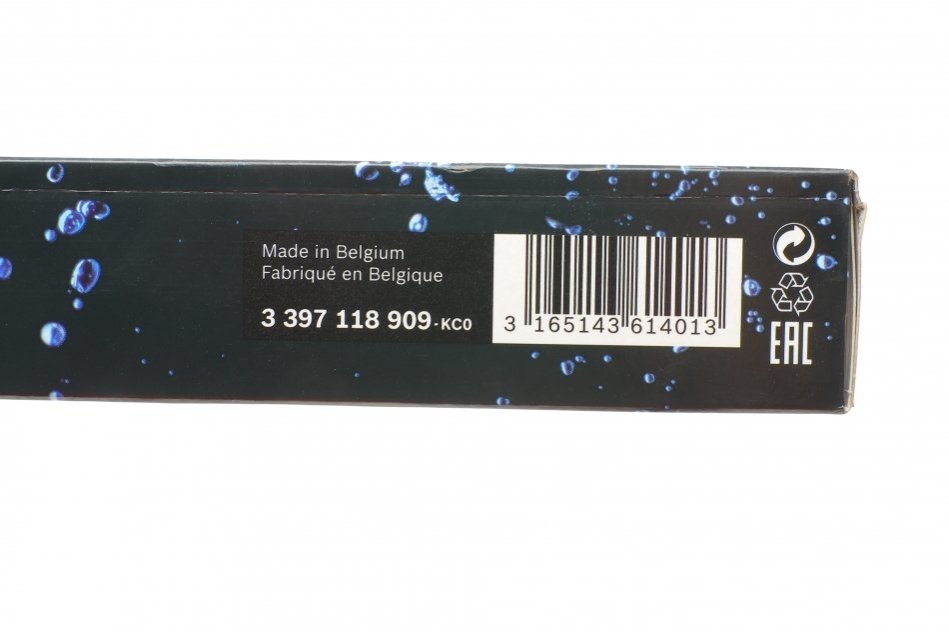 Made in Belgium
Fabriqué en Belgique
3 397 118 909-KC0
3 165143 614013
EAC